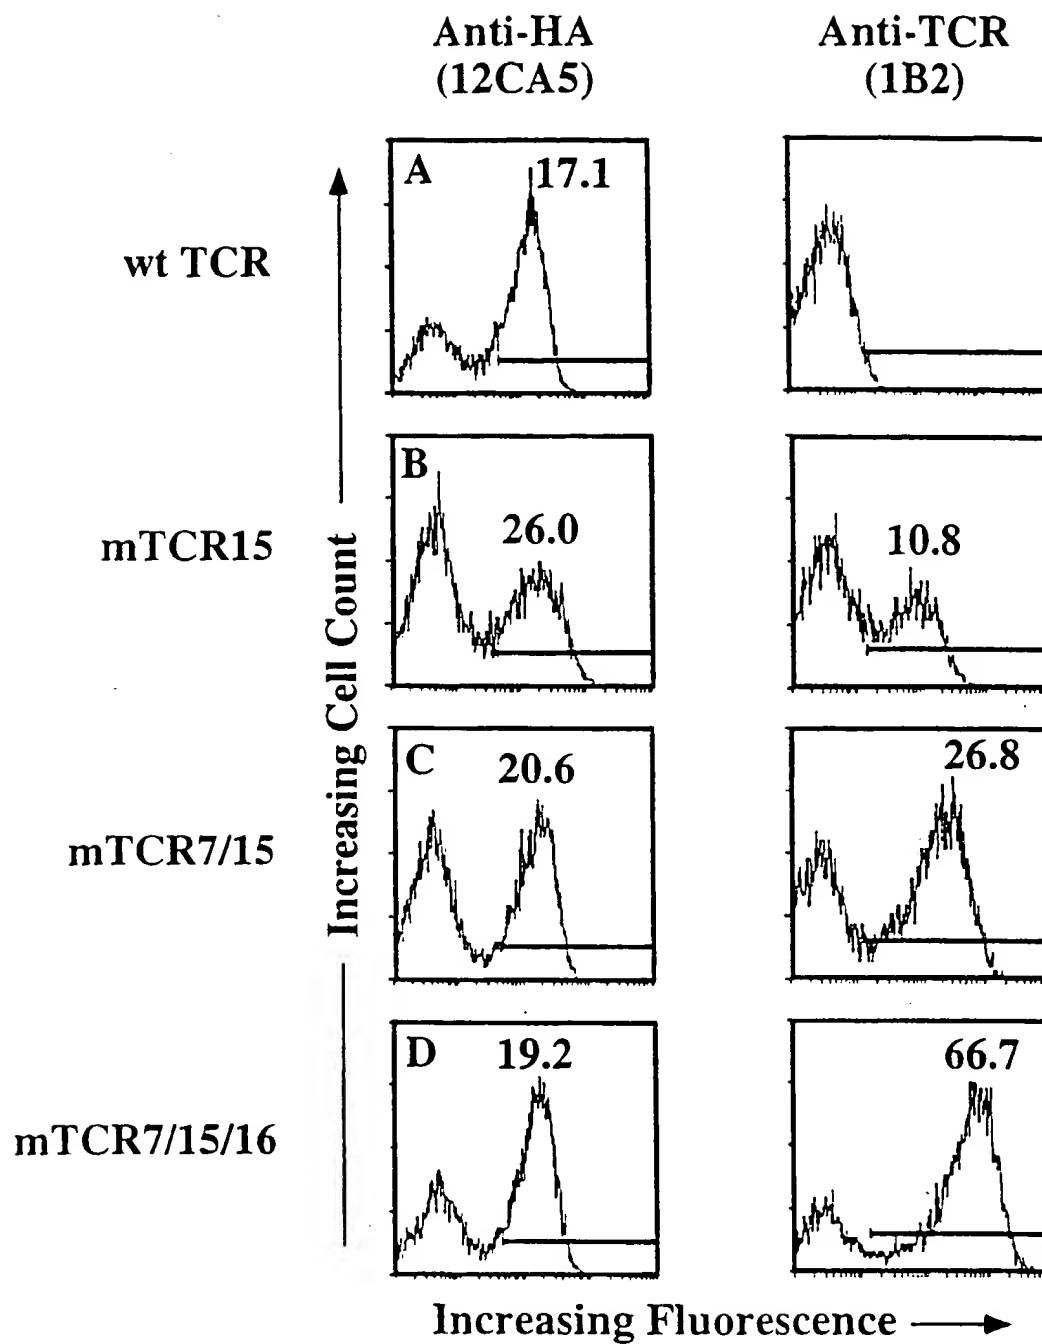 Anti-HA
(12CA5)
Anti-TCR
(1B2)
wt TCR
A
17.1
mTCR15
B
26.0
10.8
mTCR7/15
C
20.6
26.8
mTCR7/15/16
D
19.2
66.7
Increasing Cell Count
Increasing Fluorescence